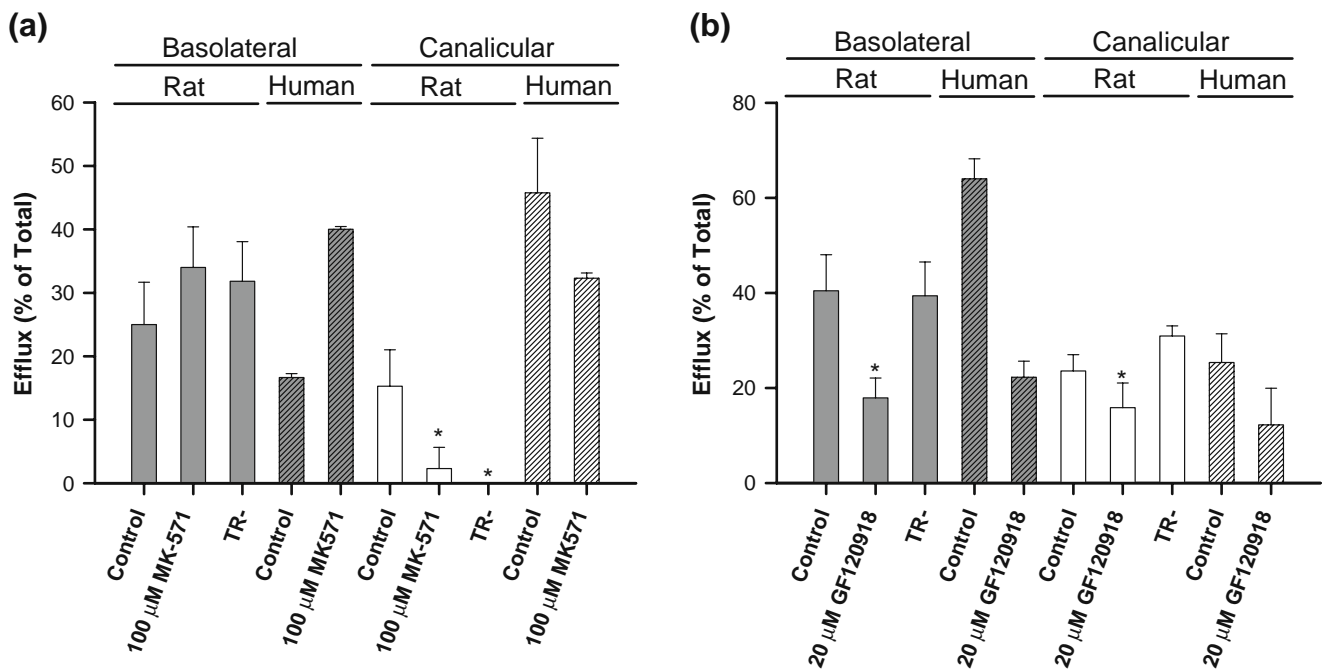 (a)
Basolateral Canalicular
Rat Human Rat Human
60
50
40
30
20
10
0
Efflux (% of Total)
*
*
Control
100 μM MK-571
TR-
Control
100 μM MK571
Control
100 μM MK-571
TR-
Control
100 μM MK571
(b)
Basolateral Canalicular
Rat Human Rat Human
80
60
40
20
0
Efflux (% of Total)
*
*
Control
20 μM GF120918
TR-
Control
20 μM GF120918
Control
20 μM GF120918
TR-
Control
20 μM GF120918